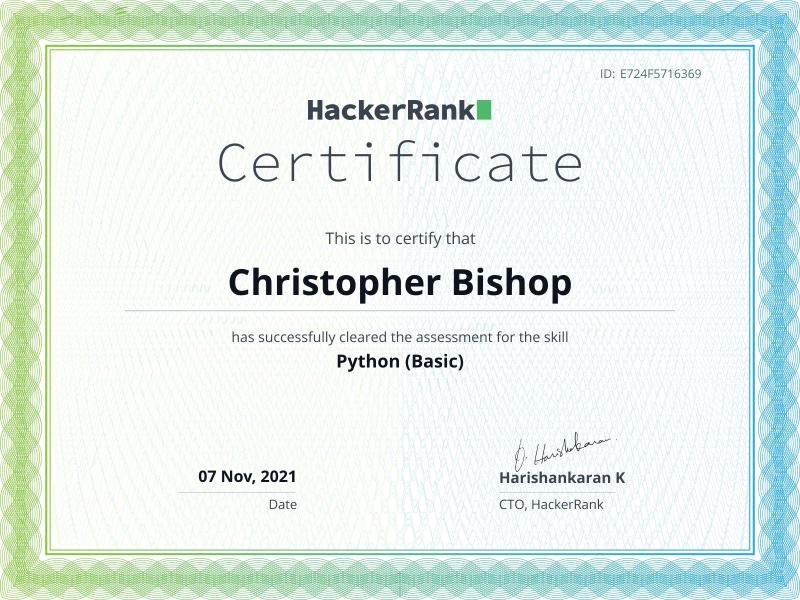 ID: E724F5716369
HackerRank
Certificate
This is to certify that
Christopher Bishop
has successfully cleared the assessment for the skill
Python (Basic)
07 Nov, 2021
Date
Harishankaran K
CTO, HackerRank